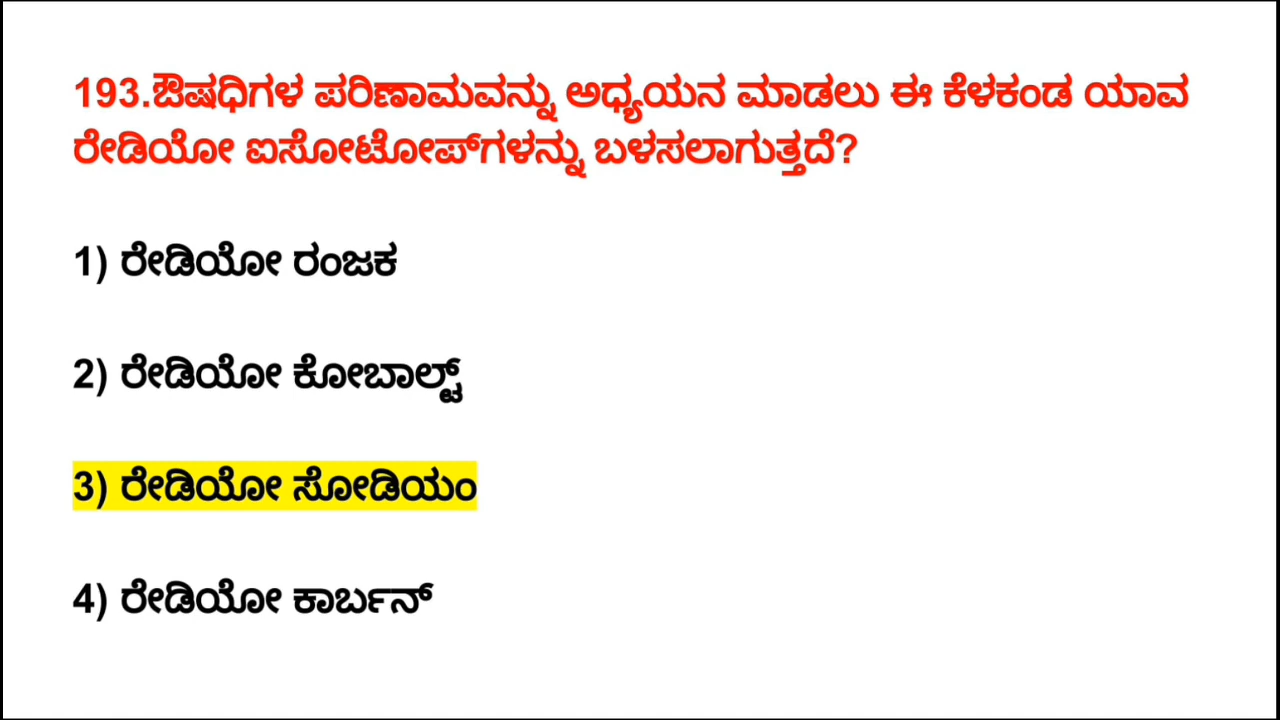 193.ಔಷಧಿಗಳ ಪರಿಣಾಮವನ್ನು ಅಧ್ಯಯನ ಮಾಡಲು ಈ ಕೆಳಕಂಡ ಯಾವ
ರೇಡಿಯೋ ಐಸೋಟೋಪ್‌ಗಳನ್ನು ಬಳಸಲಾಗುತ್ತದೆ?
1) ರೇಡಿಯೋ ರಂಜಕ
2) ರೇಡಿಯೋ ಕೋಬಾಲ್ಟ್
3) ರೇಡಿಯೋ ಸೋಡಿಯಂ
4) ರೇಡಿಯೋ ಕಾರ್ಬನ್